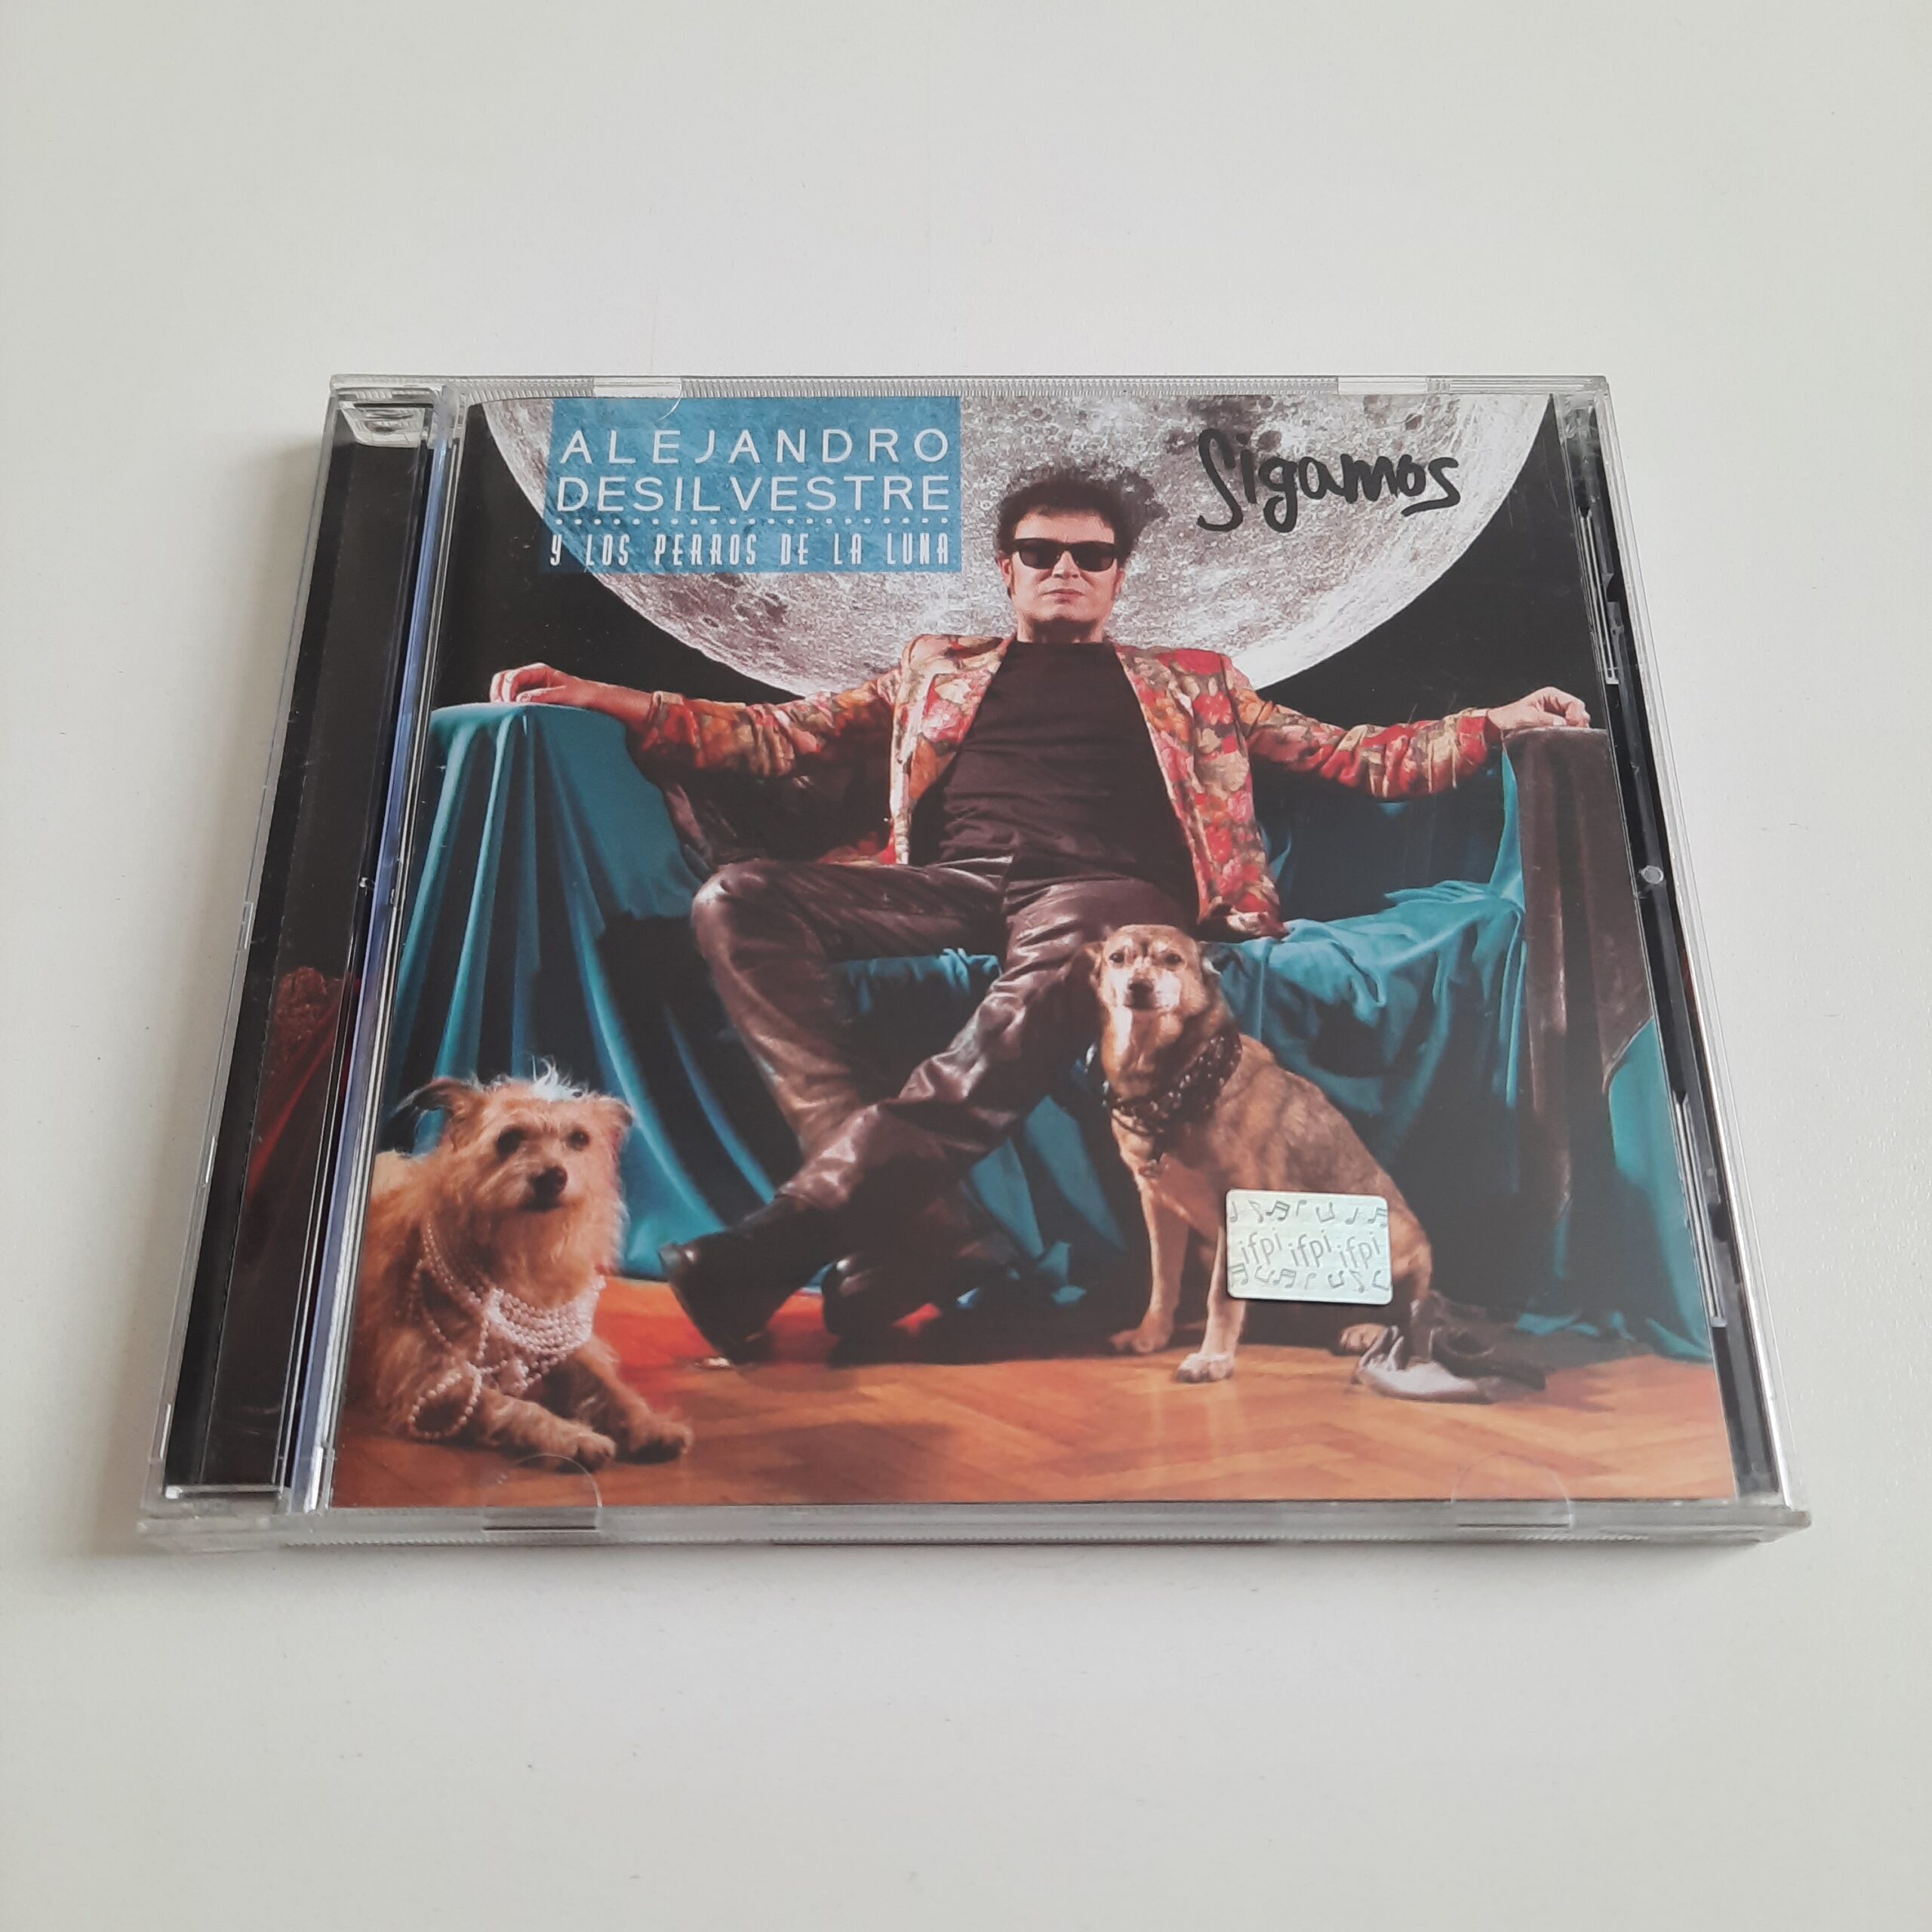 ALEJANDRO
DESILVESTRE
Y LOS PERROS DE LA LUNA
Sigamos
ifpi ifpi ifpi